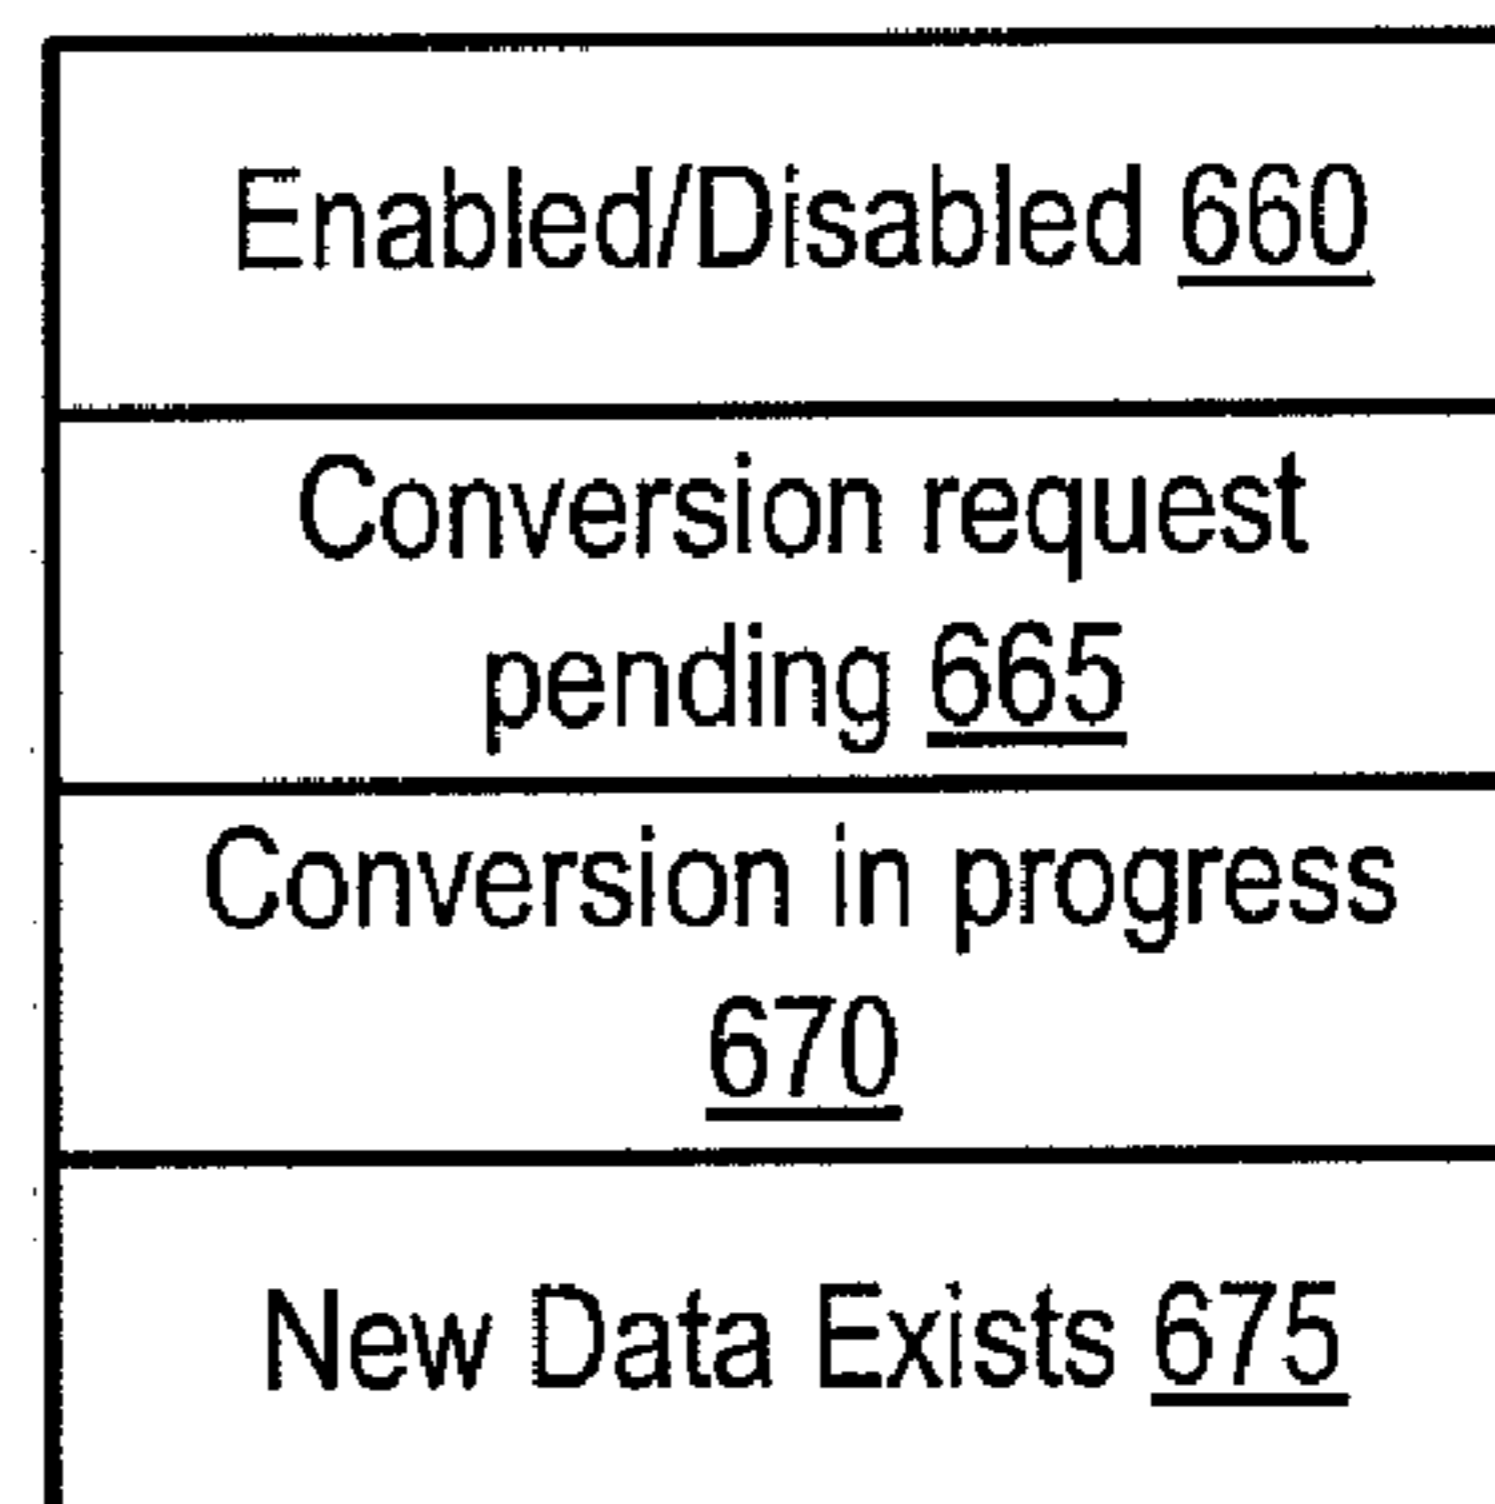 Enabled/Disabled 660
Conversion request
pending 665
Conversion in progress
670
New Data Exists 675